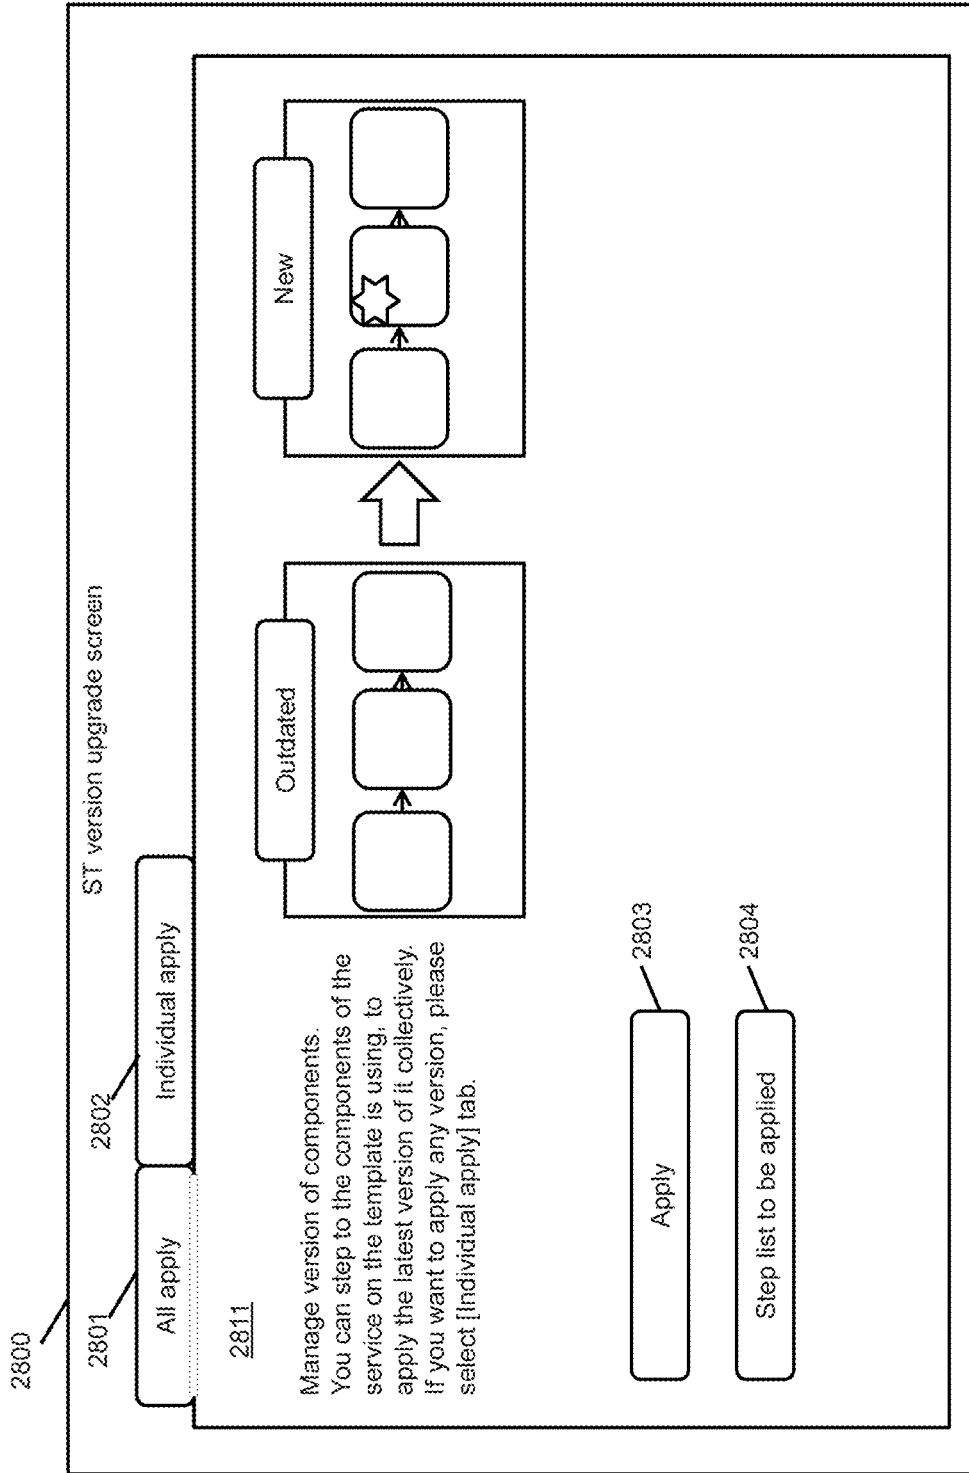 2800
ST version upgrade screen
2801
2802
All apply
Individual apply
2811
Manage version of components.
You can step to the components of the
service on the template is using, to
apply the latest version of it collectively.
If you want to apply any version, please
select [Individual apply] tab.
Outdated
New
Apply
2803
Step list to be applied
2804